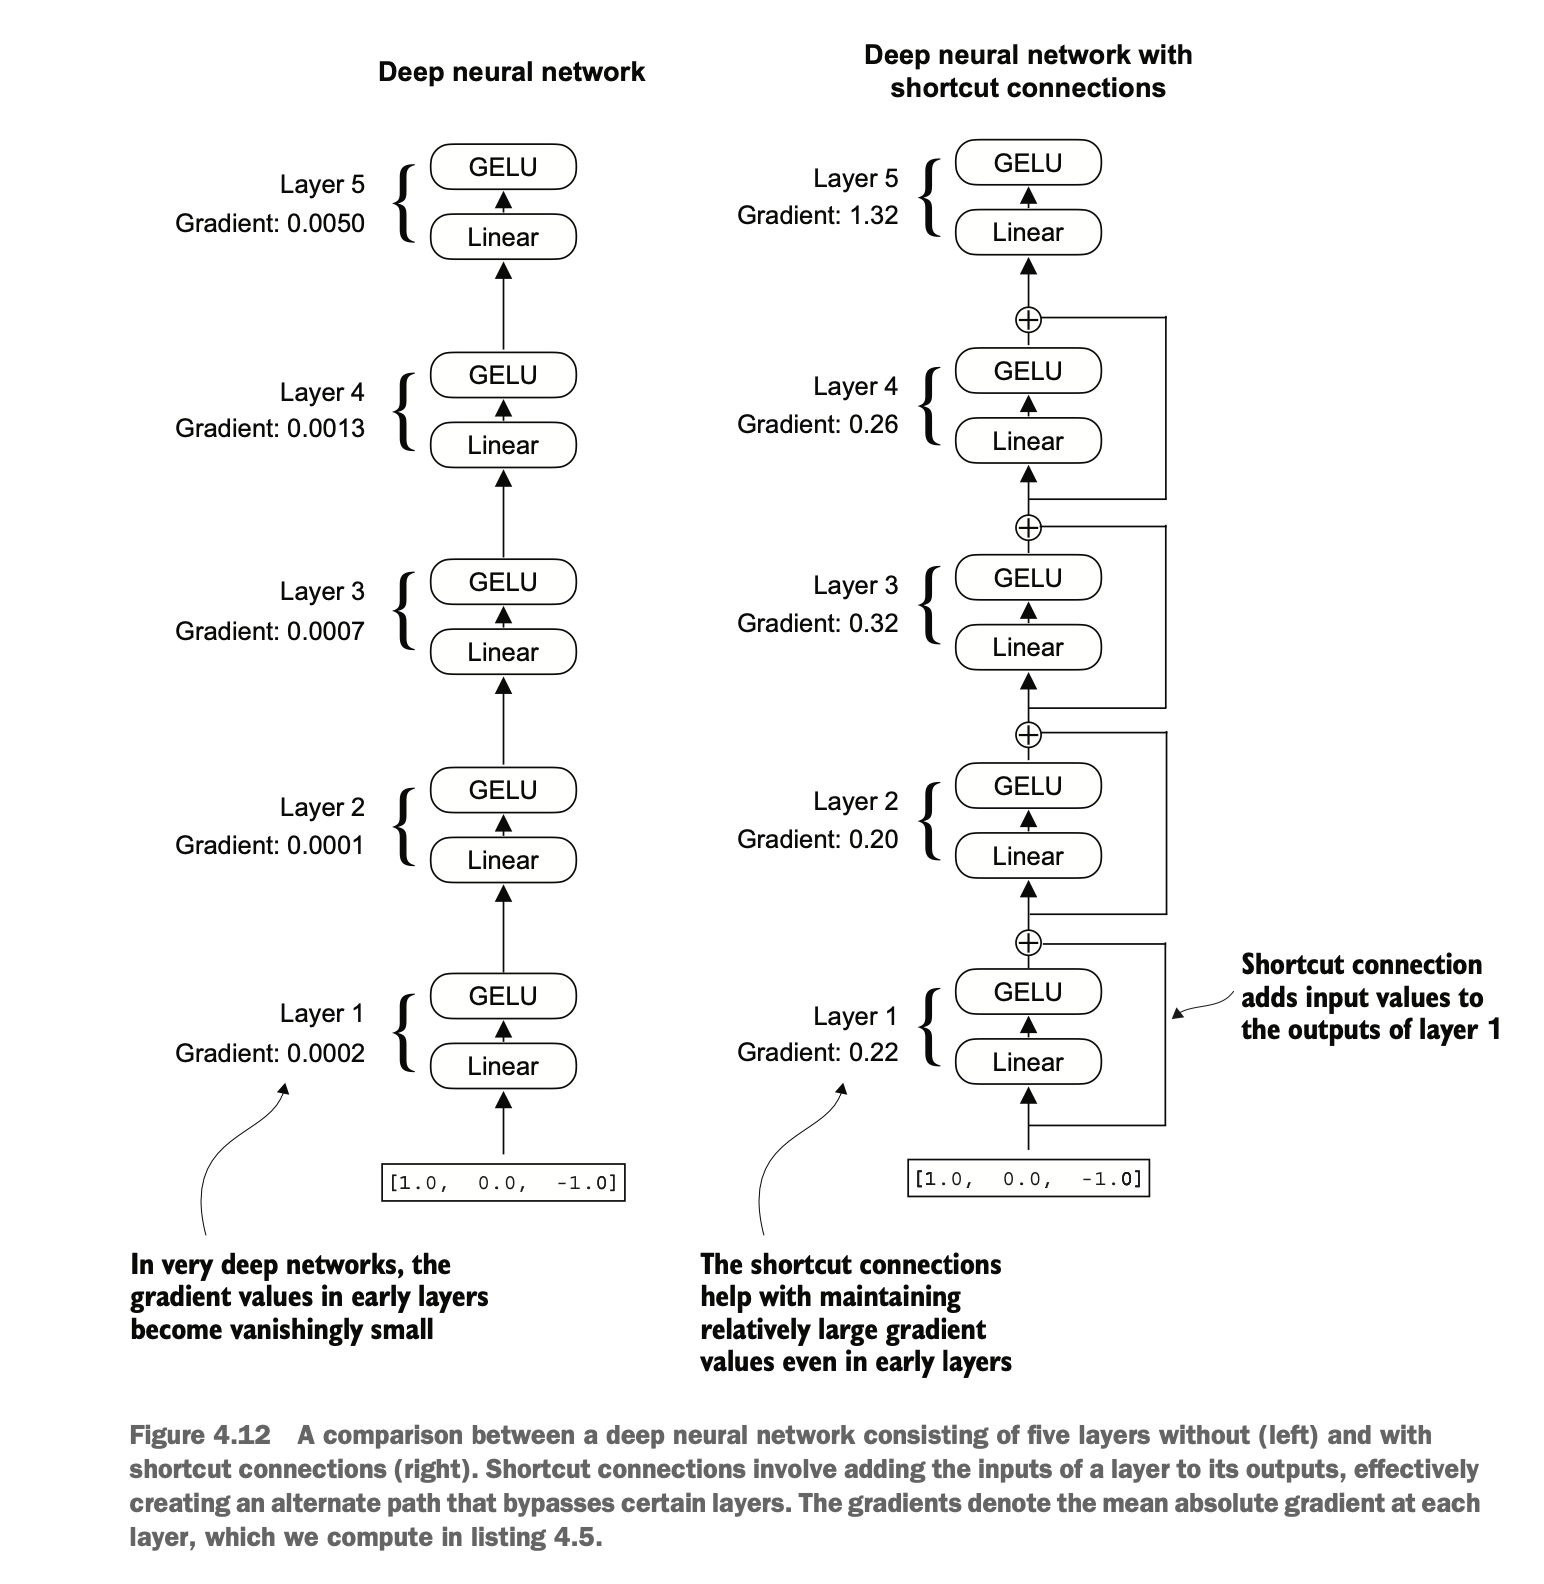 Deep neural network
Layer 5
Gradient: 0.0050
GELU
Linear
Layer 4
Gradient: 0.0013
GELU
Linear
Layer 3
Gradient: 0.0007
GELU
Linear
Layer 2
Gradient: 0.0001
GELU
Linear
Layer 1
Gradient: 0.0002
GELU
Linear
[1.0, 0.0, -1.0]
In very deep networks, the
gradient values in early layers
become vanishingly small
Deep neural network with
shortcut connections
Layer 5
Gradient: 1.32
GELU
Linear
Layer 4
Gradient: 0.26
GELU
Linear
Layer 3
Gradient: 0.32
GELU
Linear
Layer 2
Gradient: 0.20
GELU
Linear
Layer 1
Gradient: 0.22
GELU
Linear
[1.0, 0.0, -1.0]
Shortcut connection
adds input values to
the outputs of layer 1
The shortcut connections
help with maintaining
relatively large gradient
values even in early layers
Figure 4.12 A comparison between a deep neural network consisting of five layers without (left) and with
shortcut connections (right). Shortcut connections involve adding the inputs of a layer to its outputs, effectively
creating an alternate path that bypasses certain layers. The gradients denote the mean absolute gradient at each
layer, which we compute in listing 4.5.